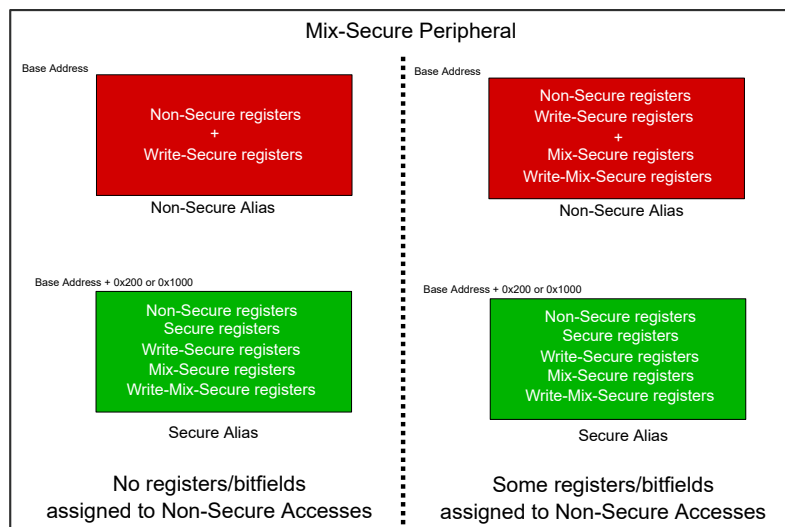 Mix-Secure Peripheral
Base Address
Non-Secure registers
+
Write-Secure registers
Non-Secure Alias
Base Address + 0x200 or 0x1000
Non-Secure registers
Secure registers
Write-Secure registers
Mix-Secure registers
Write-Mix-Secure registers
Secure Alias
No registers/bitfields
assigned to Non-Secure Accesses
Base Address
Non-Secure registers
Write-Secure registers
+
Mix-Secure registers
Write-Mix-Secure registers
Non-Secure Alias
Base Address + 0x200 or 0x1000
Non-Secure registers
Secure registers
Write-Secure registers
Mix-Secure registers
Write-Mix-Secure registers
Secure Alias
Some registers/bitfields
assigned to Non-Secure Accesses